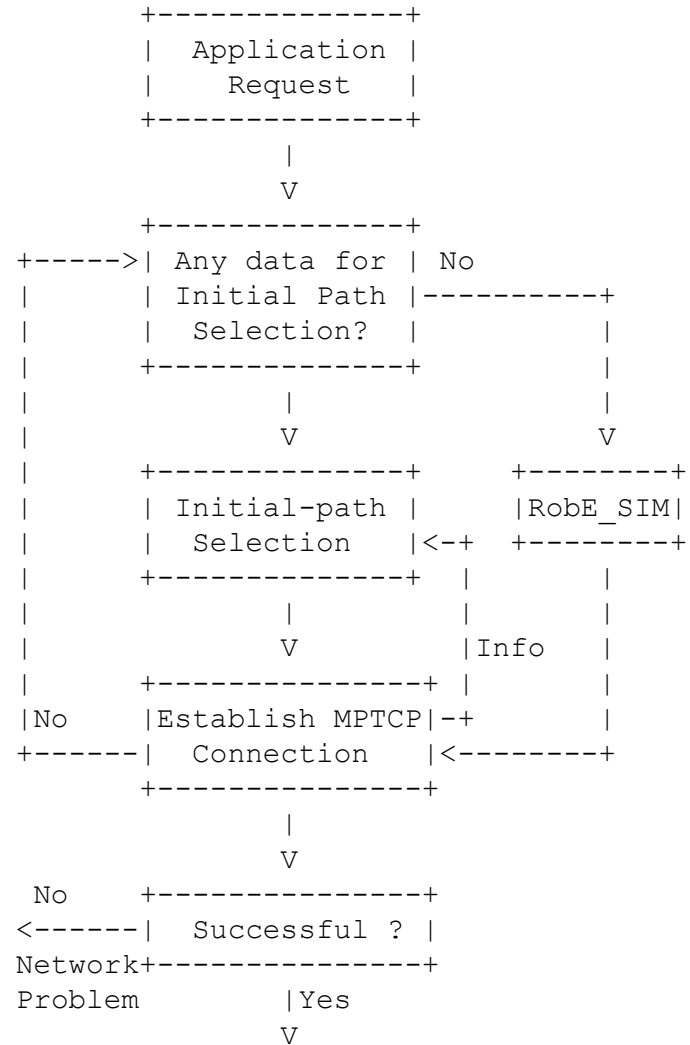 Application
Request
Any data for
No
Initial Path
Selection?
Initial-path
RobE_SIM
Selection
Info
No
Establish MPTCP
Connection
No
Successful ?
Network
Problem
Yes